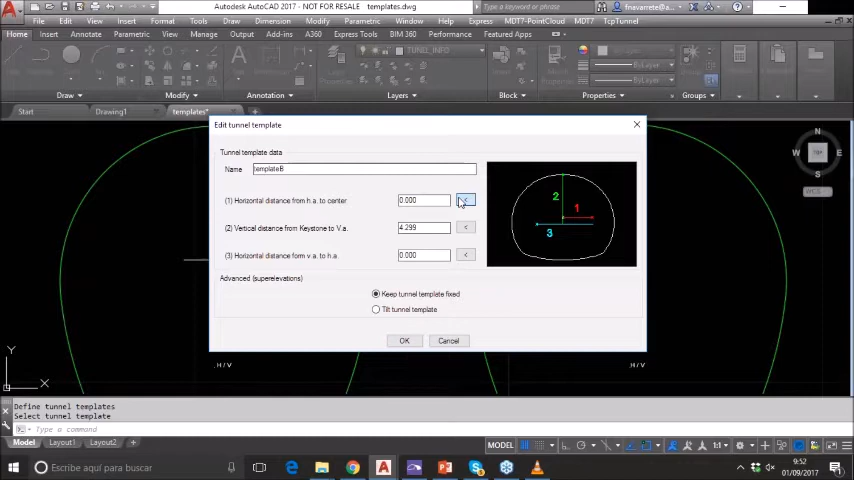 Autodesk AutoCAD 2017 - NOT FOR RESALE templates.dwg
Type a keyword or phrase
fnavarrete@...
File Edit View Insert Format Tools Draw Dimension Modify Parametric Window Help Express MDT7-PointCloud MDT7 TcpTunnel
Home Insert Annotate Parametric View Manage Output Add-ins A360 Express Tools BIM 360 Performance Featured Apps
TUNNEL_INFO
ByLayer
ByLayer
Draw Modify Layers Block Properties Groups
Start Drawing1 templates*
Edit tunnel template
Tunnel template data
Name templateB
(1) Horizontal distance from h.a. to center 0.000 <
(2) Vertical distance from Keystone to V.a. 4.299 <
(3) Horizontal distance form v.a. to h.a. 0.000 <
2
1
3
Advanced (superelevations)
Keep tunnel template fixed
Tilt tunnel template
OK Cancel
N
W TOP E
S
WCS
.H/V
.H/V
Y
X
Define tunnel templates
Select tunnel template
Type a command
Model Layout1 Layout2 +
MODEL
1:1
Escribe aquí para buscar
9:52
01/09/2017